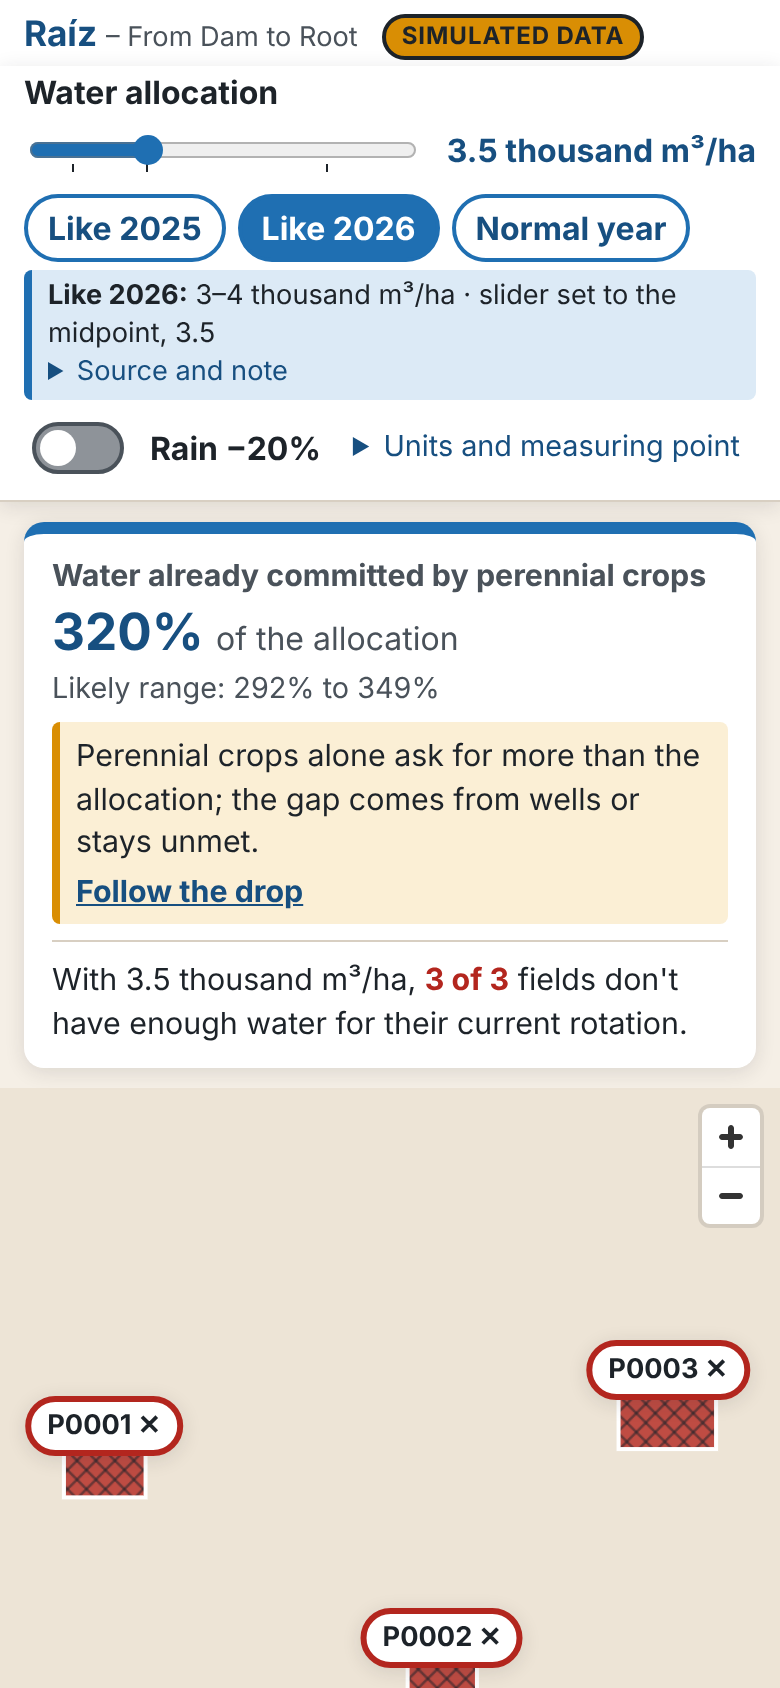 Raíz – From Dam to Root SIMULATED DATA
Water allocation
3.5 thousand m³/ha
Like 2025 Like 2026 Normal year
Like 2026: 3–4 thousand m³/ha · slider set to the
midpoint, 3.5
▶ Source and note
Rain −20% ▶ Units and measuring point
Water already committed by perennial crops
320% of the allocation
Likely range: 292% to 349%
Perennial crops alone ask for more than the
allocation; the gap comes from wells or
stays unmet.
Follow the drop
With 3.5 thousand m³/ha, 3 of 3 fields don't
have enough water for their current rotation.
+
−
P0003 ✕
P0001 ✕
P0002 ✕